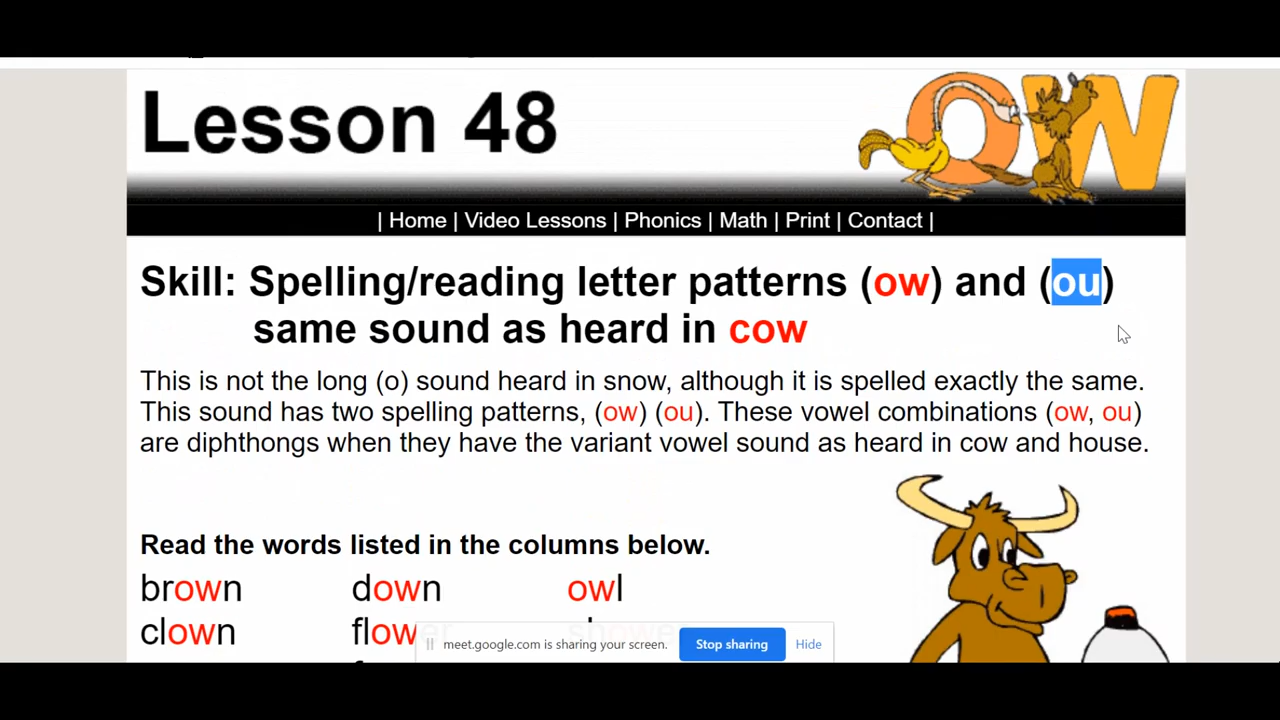 Lesson 48
OW
| Home | Video Lessons | Phonics | Math | Print | Contact |
Skill: Spelling/reading letter patterns (ow) and (ou)
same sound as heard in cow
This is not the long (o) sound heard in snow, although it is spelled exactly the same.
This sound has two spelling patterns, (ow) (ou). These vowel combinations (ow, ou)
are diphthongs when they have the variant vowel sound as heard in cow and house.
Read the words listed in the columns below.
brown down owl
clown flower shower
meet.google.com is sharing your screen. Stop sharing Hide